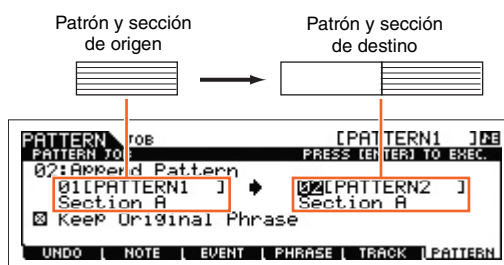 Patrón y sección
de origen
Patrón y sección
de destino
PATTERN JOB [PATTERN1 ]
PATTERN JOB PRESS [ENTER] TO EXEC.
02:Append Pattern
01[PATTERN1 ] 02[PATTERN2 ]
Section A Section A
Keep Original Phrase
UNDO NOTE EVENT PHRASE TRACK PATTERN